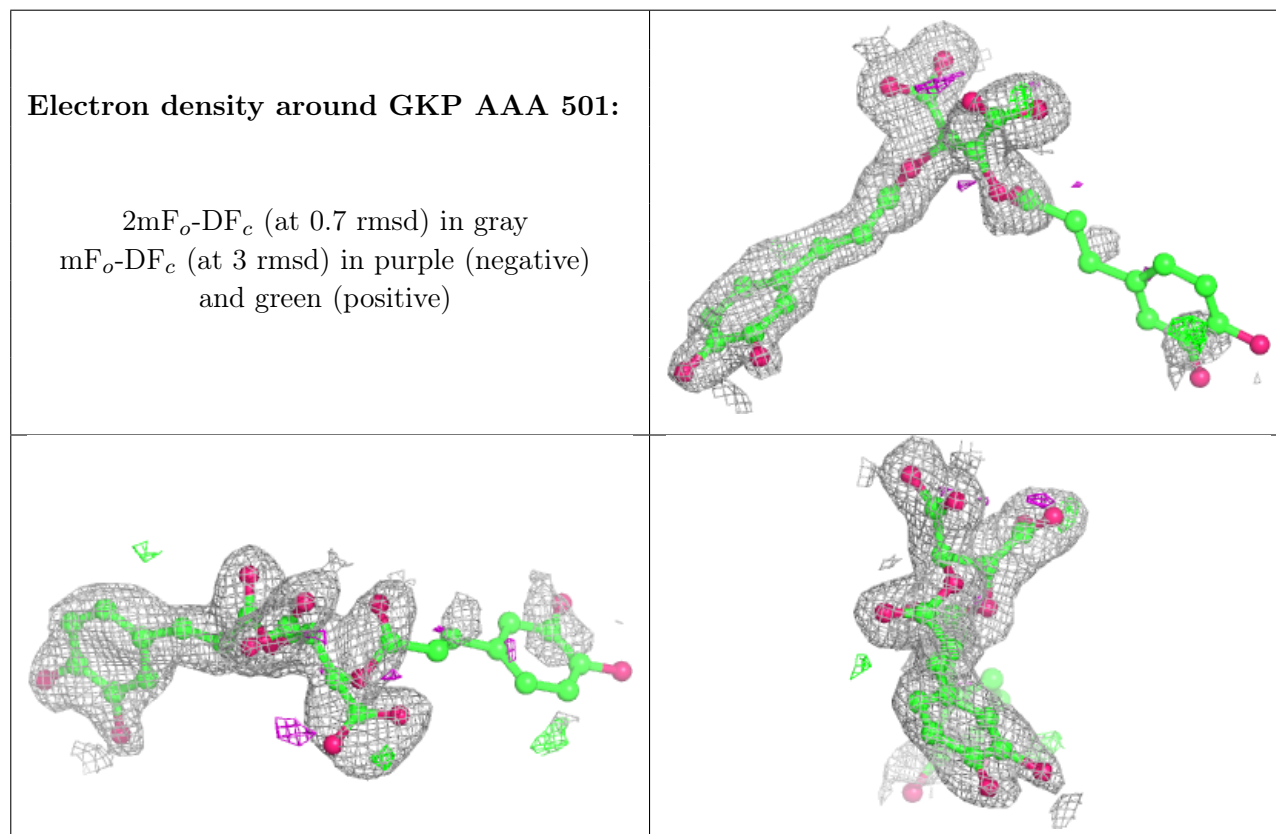 Electron density around GKP AAA 501:
2mFₒ-DF𝒸 (at 0.7 rmsd) in gray
mFₒ-DF𝒸 (at 3 rmsd) in purple (negative)
and green (positive)